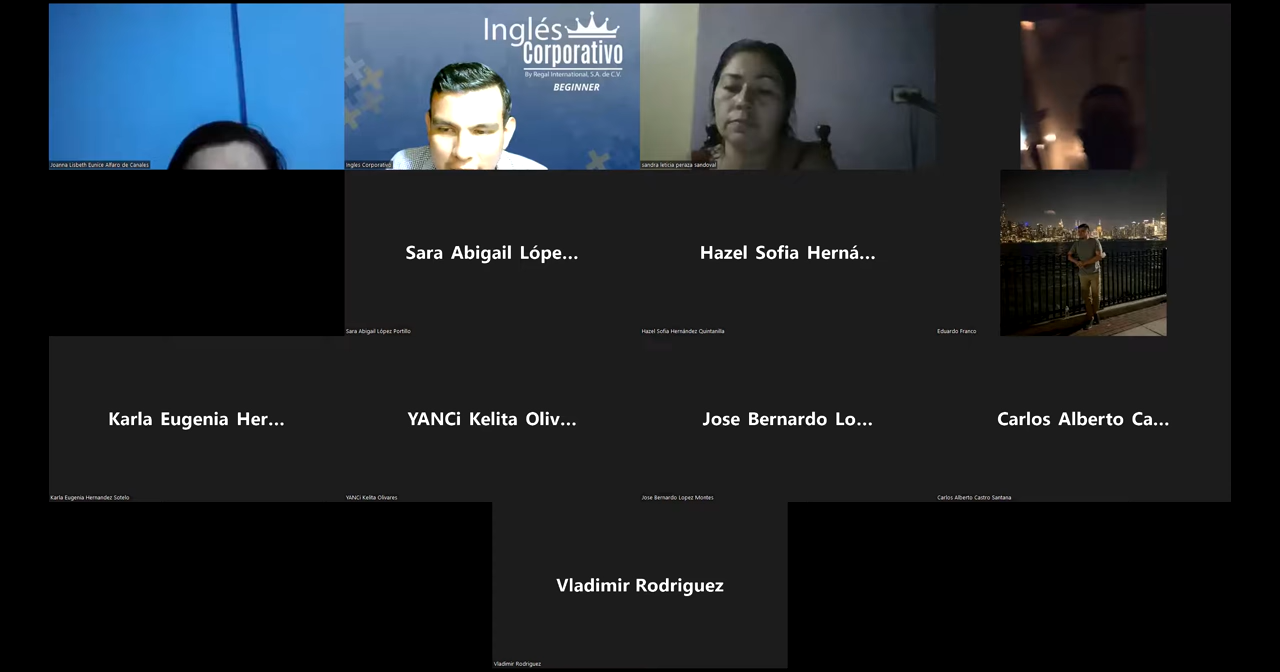 Inglés
Corporativo
By Regal International, S.A. de C.V.
BEGINNER
Joanna Lisbeth Eunice Alfaro de Canales
Inglés Corporativo
sandra leticia peraza sandoval
Sara Abigail Lópe...
Hazel Sofia Herná...
Sara Abigail López Portillo
Hazel Sofia Hernández Quintanilla
Eduardo Franco
Karla Eugenia Her...
YANCi Kelita Oliv...
Jose Bernardo Lo...
Carlos Alberto Ca...
Karla Eugenia Hernandez Sotelo
YANCi Kelita Olivares
Jose Bernardo Lopez Montes
Carlos Alberto Castro Santana
Vladimir Rodriguez
Vladimir Rodriguez